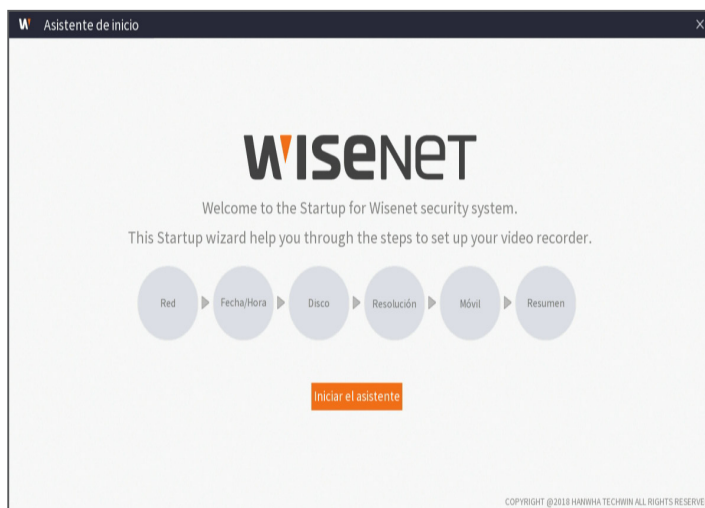 W Asistente de inicio
WISENET
Welcome to the Startup for Wisenet security system.
This Startup wizard help you through the steps to set up your video recorder.
Red Fecha/Hora Disco Resolución Móvil Resumen
Iniciar el asistente
COPYRIGHT @2018 HANWHA TECHWIN ALL RIGHTS RESERVE